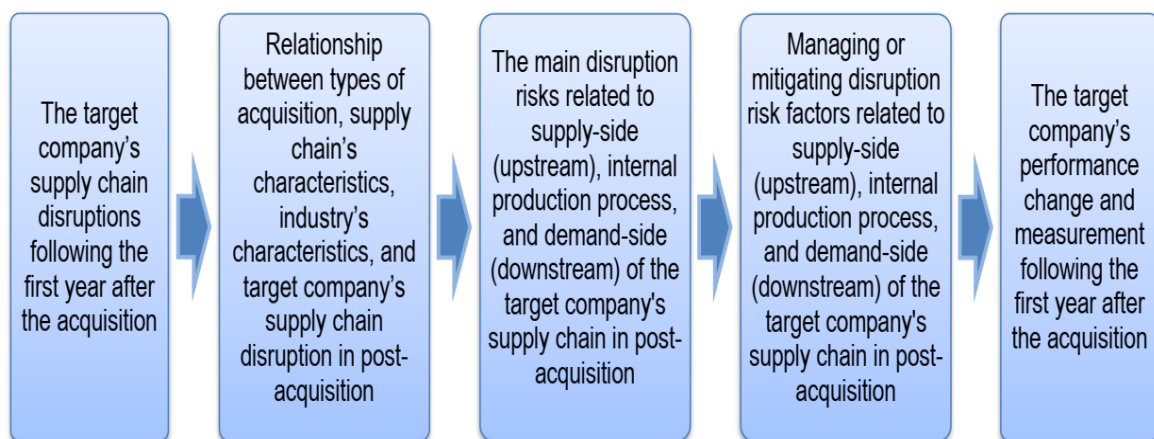 The target
company's
supply chain
disruptions
following the
first year after
the acquisition
Relationship
between types of
acquisition, supply
chain's
characteristics,
industry's
characteristics, and
target company's
supply chain
disruption in post-
acquisition
The main disruption
risks related to
supply-side
(upstream), internal
production process,
and demand-side
(downstream) of the
target company's
supply chain in post-
acquisition
Managing or
mitigating disruption
risk factors related to
supply-side
(upstream), internal
production process,
and demand-side
(downstream) of the
target company's
supply chain in post-
acquisition
The target
company's
performance
change and
measurement
following the
first year after
the acquisition